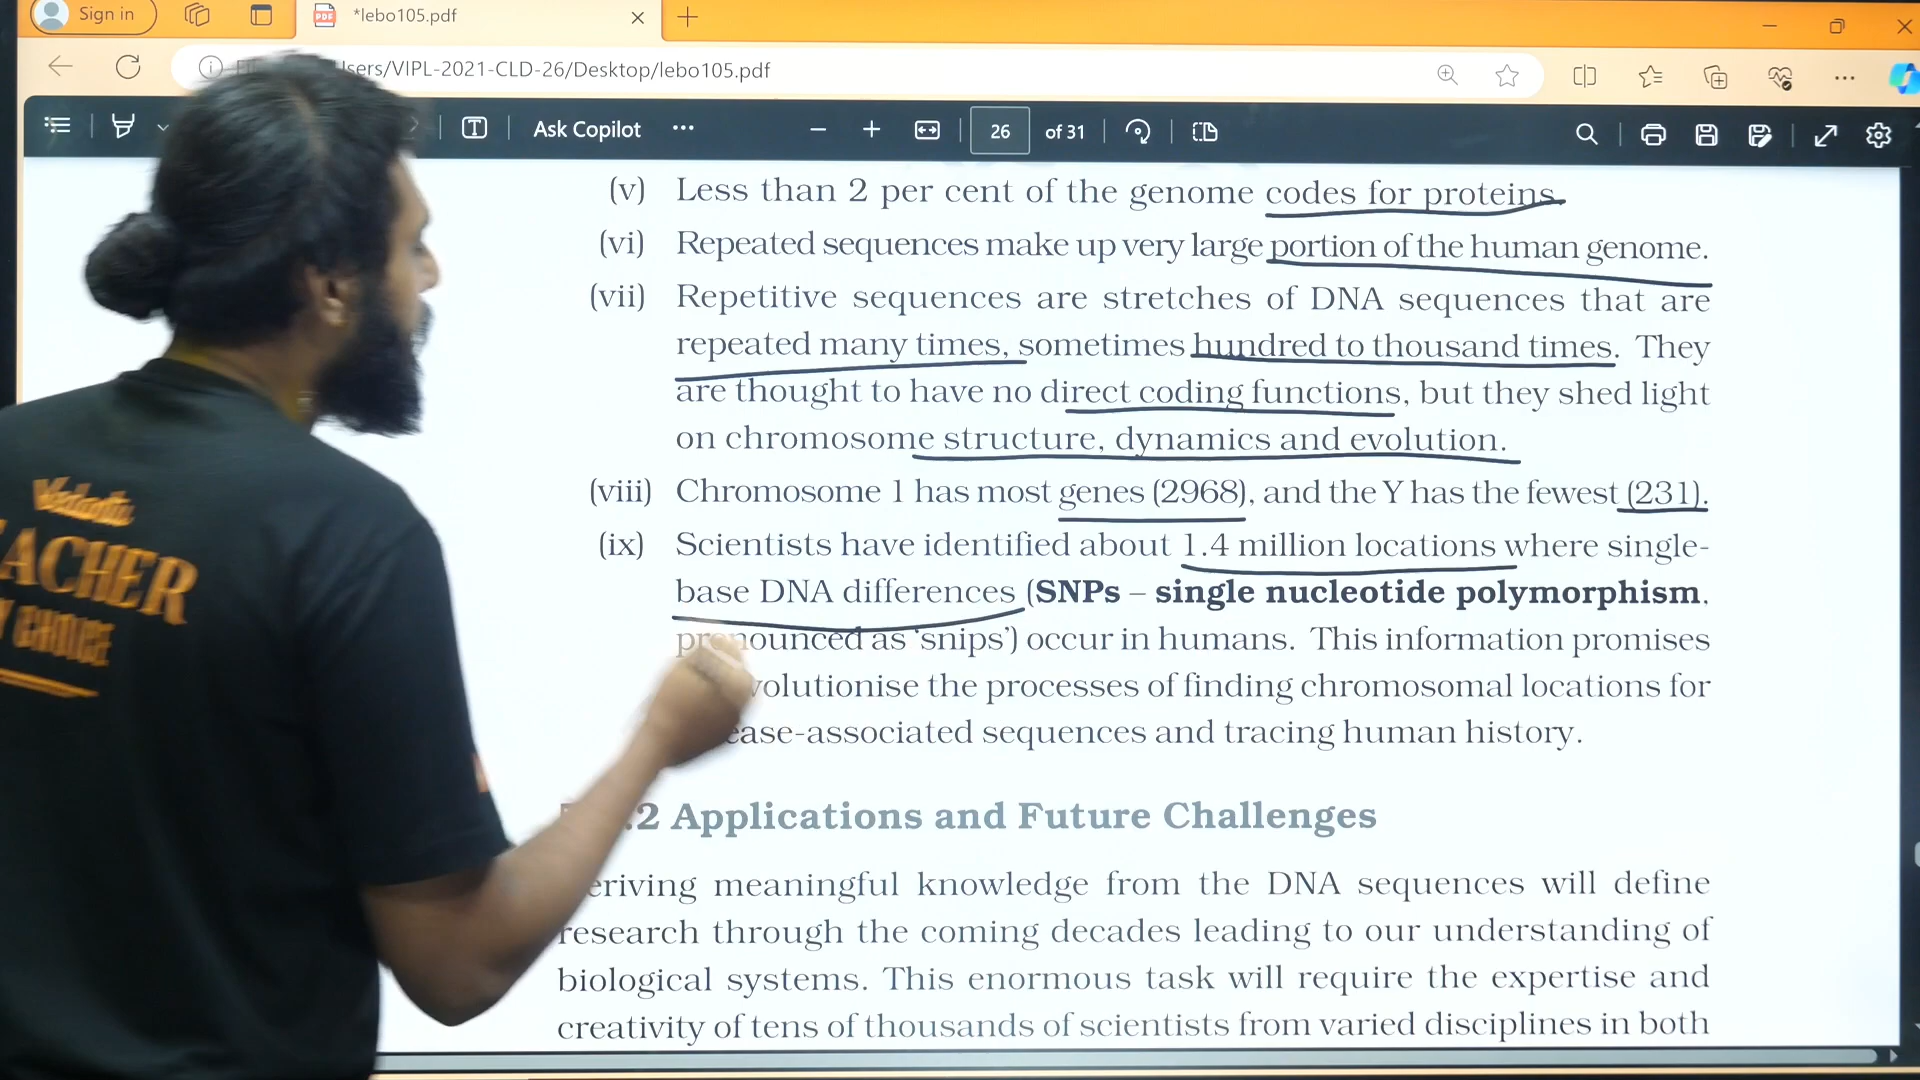 Sign in
*lebo105.pdf
sers/VIPL-2021-CLD-26/Desktop/lebo105.pdf
Ask Copilot
26 of 31
(v) Less than 2 per cent of the genome codes for proteins.
(vi) Repeated sequences make up very large portion of the human genome.
(vii) Repetitive sequences are stretches of DNA sequences that are
repeated many times, sometimes hundred to thousand times. They
are thought to have no direct coding functions, but they shed light
on chromosome structure, dynamics and evolution.
(viii) Chromosome 1 has most genes (2968), and the Y has the fewest (231).
(ix) Scientists have identified about 1.4 million locations where single-
base DNA differences (SNPs – single nucleotide polymorphism,
pronounced as 'snips') occur in humans. This information promises
volutionise the processes of finding chromosomal locations for
ease-associated sequences and tracing human history.
.2 Applications and Future Challenges
eriving meaningful knowledge from the DNA sequences will define
research through the coming decades leading to our understanding of
biological systems. This enormous task will require the expertise and
creativity of tens of thousands of scientists from varied disciplines in both
Vedantu
EACHER
Y CHOICE